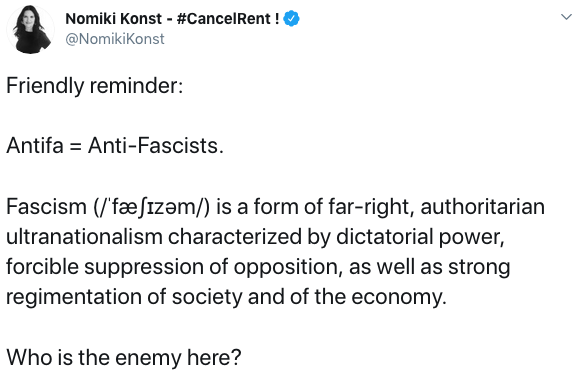 Nomiki Konst - #CancelRent !
@NomikiKonst
Friendly reminder:
Antifa = Anti-Fascists.
Fascism (/ˈfæʃɪzəm/) is a form of far-right, authoritarian
ultranationalism characterized by dictatorial power,
forcible suppression of opposition, as well as strong
regimentation of society and of the economy.
Who is the enemy here?